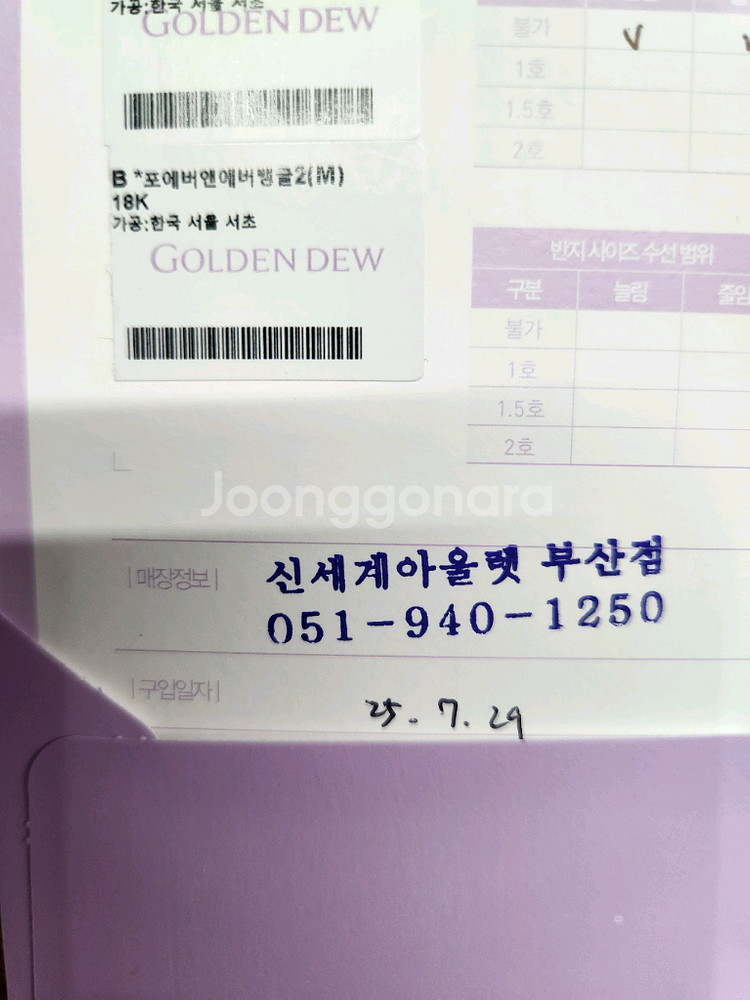 가공:한국 서울 서초
GOLDEN DEW
B *포에버앤에버뱅글2(M)
18K
가공:한국 서울 서초
GOLDEN DEW
불가 V
1호
1.5호
2호
반지 사이즈 수선 범위
구분 늘림 줄임
불가
1호
1.5호
2호
Joonggonara
|매장정보| 신세계아울렛 부산점
051-940-1250
|구입일자| 25. 7. 29